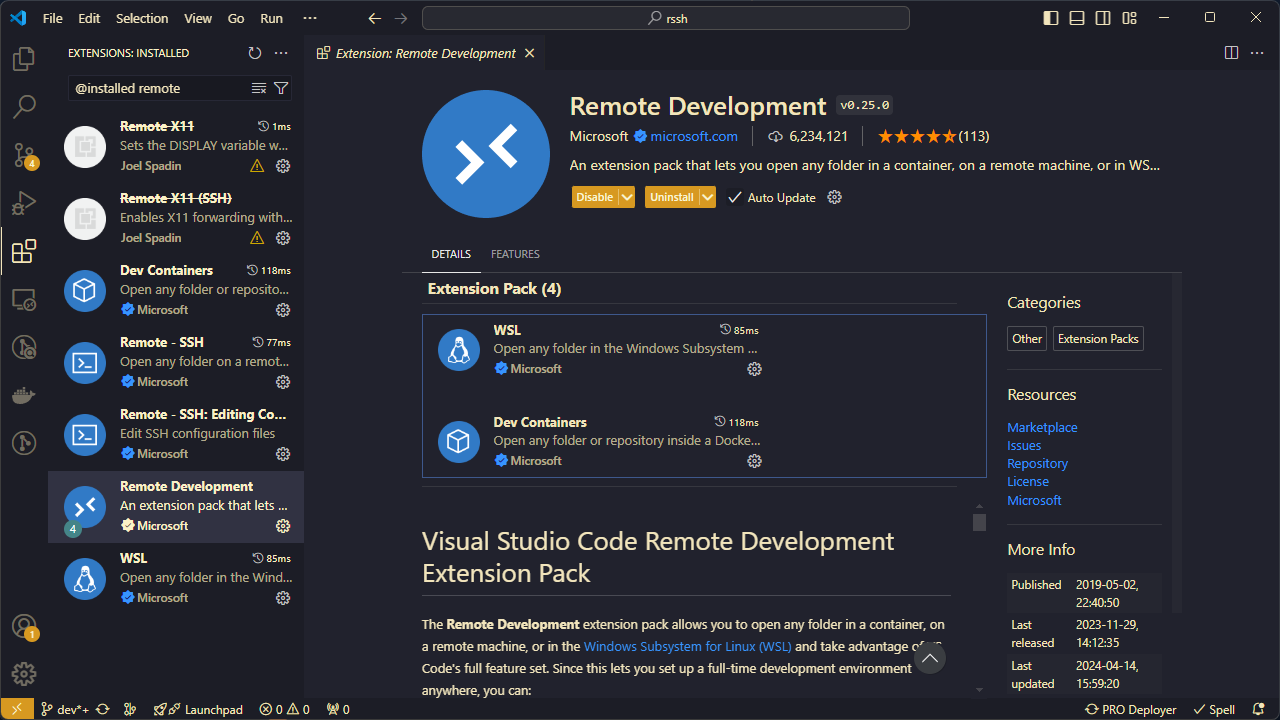 File Edit Selection View Go Run ··· rssh
EXTENSIONS: INSTALLED
@installed remote
Remote X11 1ms
Sets the DISPLAY variable w...
Joel Spadin
Remote X11 (SSH)
Enables X11 forwarding with...
Joel Spadin
Dev Containers 118ms
Open any folder or reposito...
Microsoft
Remote - SSH 77ms
Open any folder on a remot...
Microsoft
Remote - SSH: Editing Co...
Edit SSH configuration files
Microsoft
Remote Development
An extension pack that lets ...
4
Microsoft
WSL 85ms
Open any folder in the Wind...
Microsoft
4
1
Extension: Remote Development
Remote Development v0.25.0
Microsoft microsoft.com 6,234,121 (113)
An extension pack that lets you open any folder in a container, on a remote machine, or in WS...
Disable Uninstall Auto Update
DETAILS FEATURES
Extension Pack (4)
WSL 85ms
Open any folder in the Windows Subsystem ...
Microsoft
Dev Containers 118ms
Open any folder or repository inside a Docke...
Microsoft
Visual Studio Code Remote Development
Extension Pack
The Remote Development extension pack allows you to open any folder in a container, on
a remote machine, or in the Windows Subsystem for Linux (WSL) and take advantage of
Code's full feature set. Since this lets you set up a full-time development environment
anywhere, you can:
Categories
Other Extension Packs
Resources
Marketplace
Issues
Repository
License
Microsoft
More Info
Published 2019-05-02,
22:40:50
Last 2023-11-29,
released 14:12:35
Last 2024-04-14,
updated 15:59:20
dev*+ Launchpad 0 0 0 PRO Deployer Spell